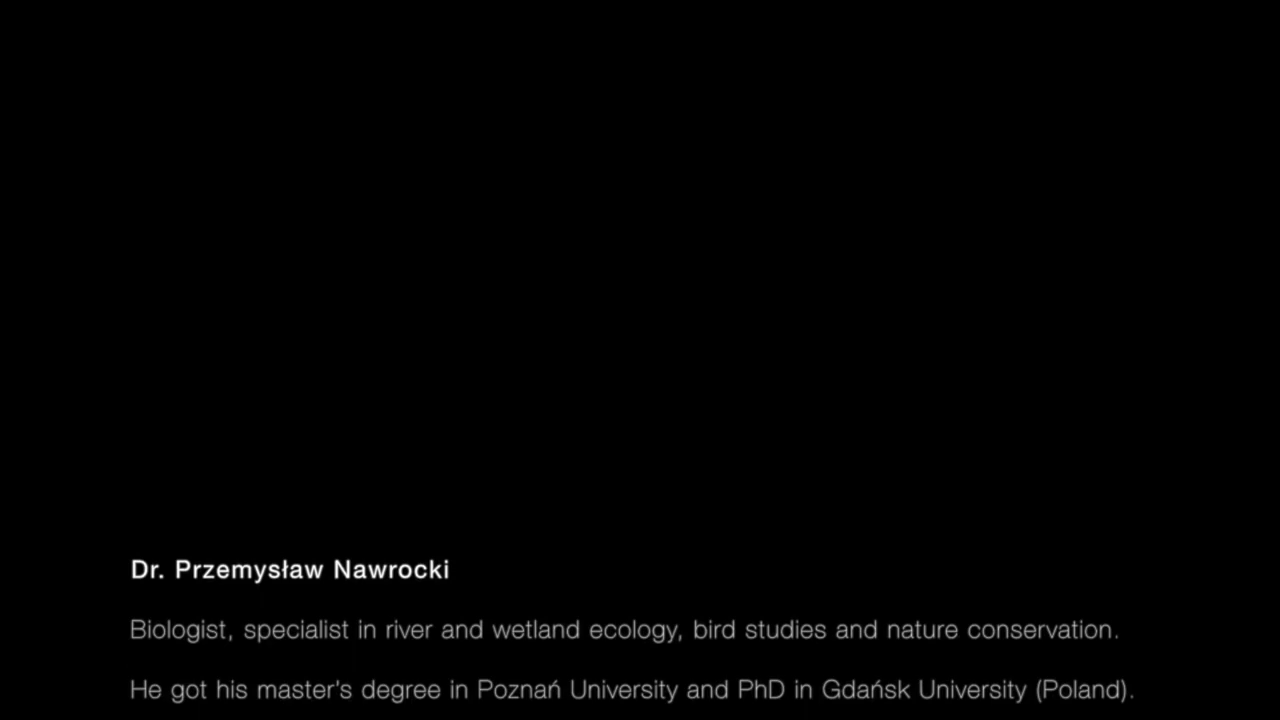 Dr. Przemysław Nawrocki
Biologist, specialist in river and wetland ecology, bird studies and nature conservation.
He got his master's degree in Poznań University and PhD in Gdańsk University (Poland).